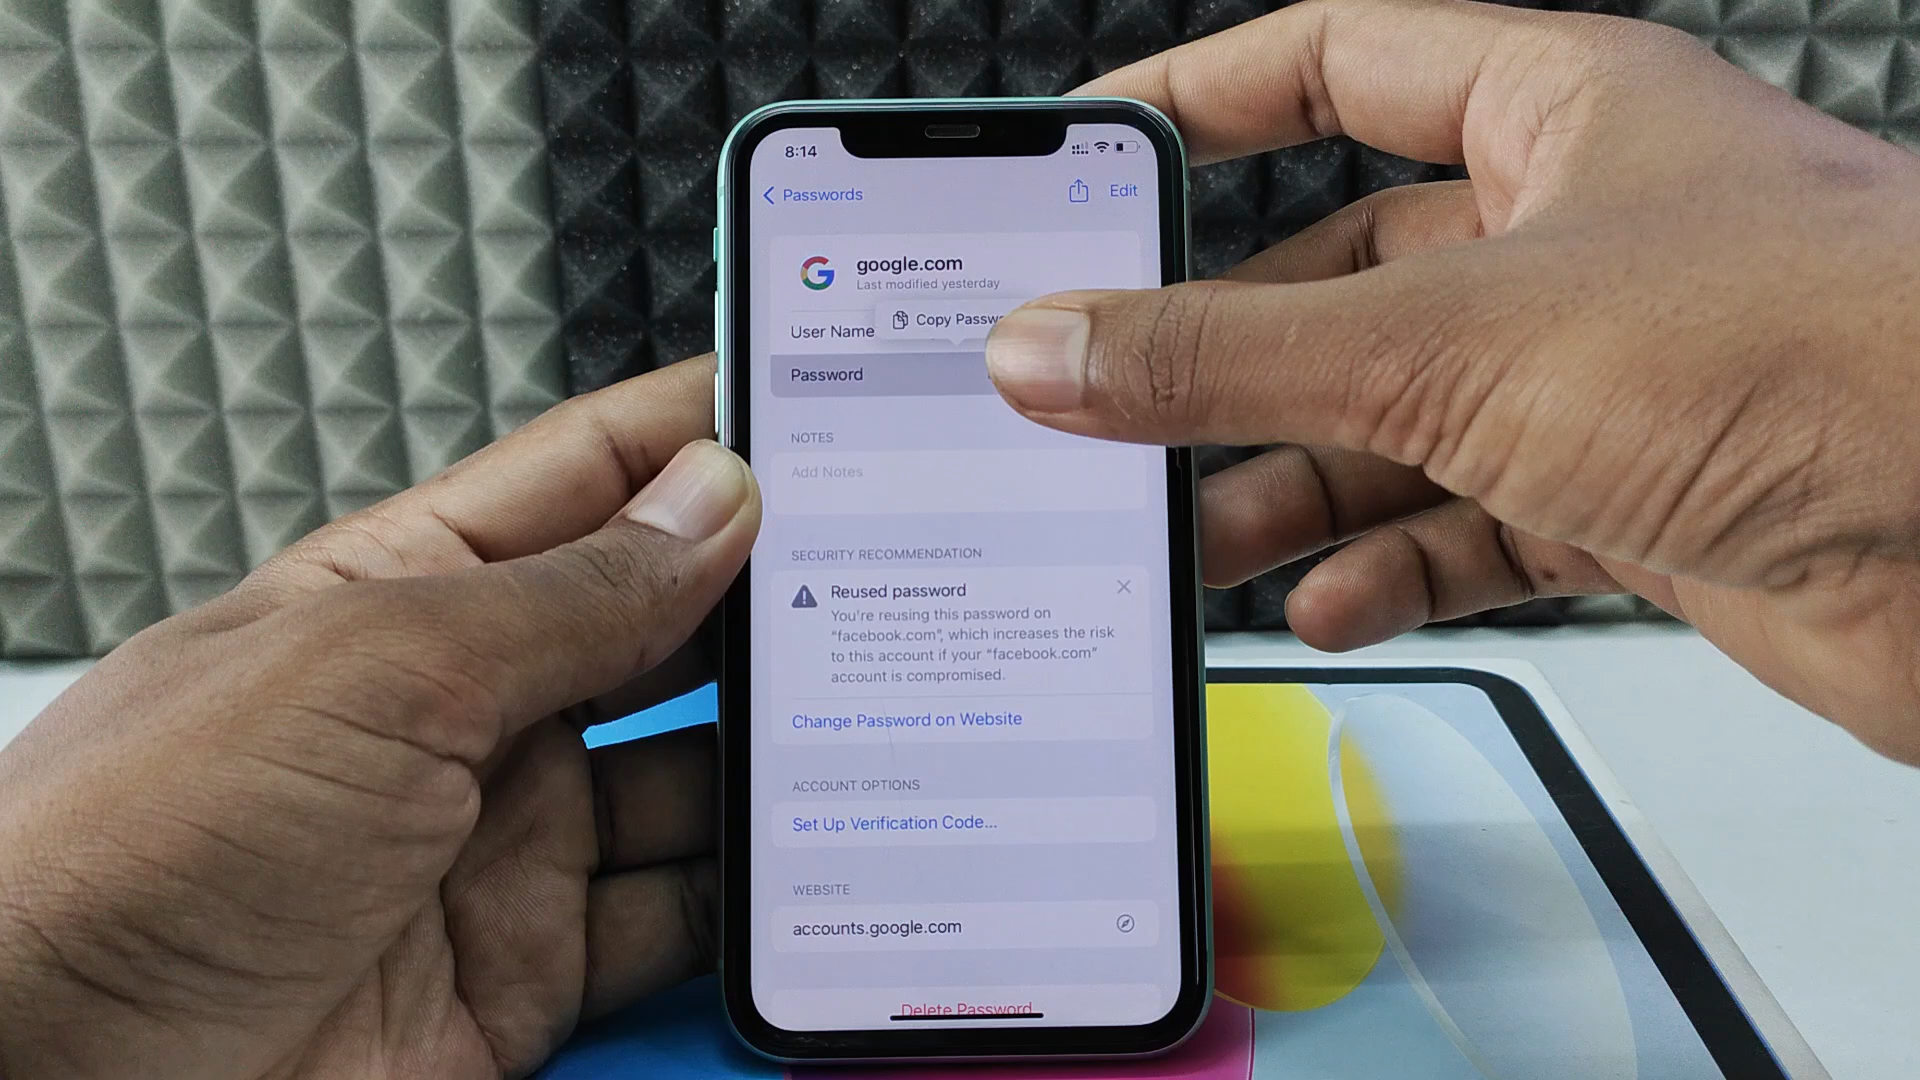 8:14
Passwords
Edit
google.com
Last modified yesterday
Copy
User Name
Password
NOTES
Add Notes
SECURITY RECOMMENDATION
Reused password
You're reusing this password on
“facebook.com”, which increases the risk
to this account if your “facebook.com”
account is compromised.
Change Password on Website
ACCOUNT OPTIONS
Set Up Verification Code...
WEBSITE
accounts.google.com
Delete Password